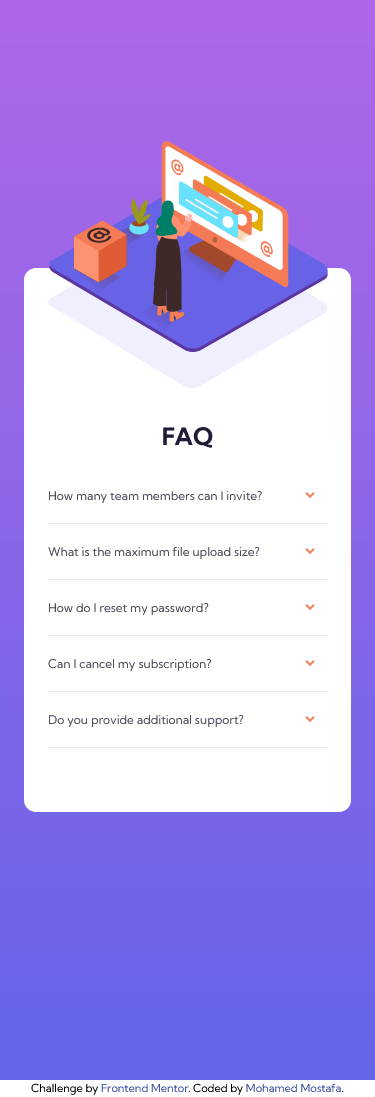 @
@
@
FAQ
How many team members can I invite?
What is the maximum file upload size?
How do I reset my password?
Can I cancel my subscription?
Do you provide additional support?
Challenge by Frontend Mentor. Coded by Mohamed Mostafa.